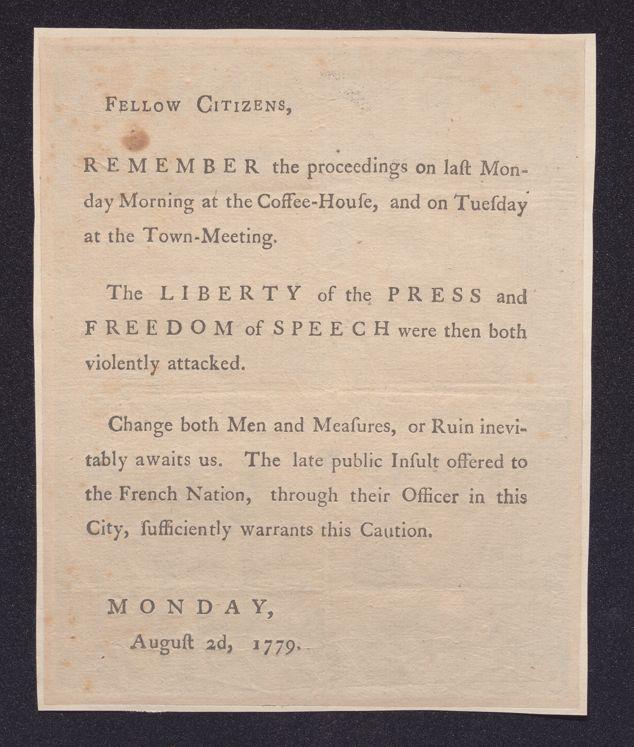 FELLOW CITIZENS,
REMEMBER the proceedings on laſt Mon-
day Morning at the Coffee-Houſe, and on Tueſday
at the Town-Meeting.
The LIBERTY of the PRESS and
FREEDOM of SPEECH were then both
violently attacked.
Change both Men and Meaſures, or Ruin inevi-
tably awaits us. The late public Inſult offered to
the French Nation, through their Officer in this
City, ſufficiently warrants this Caution.
MONDAY,
Auguſt 2d, 1779.